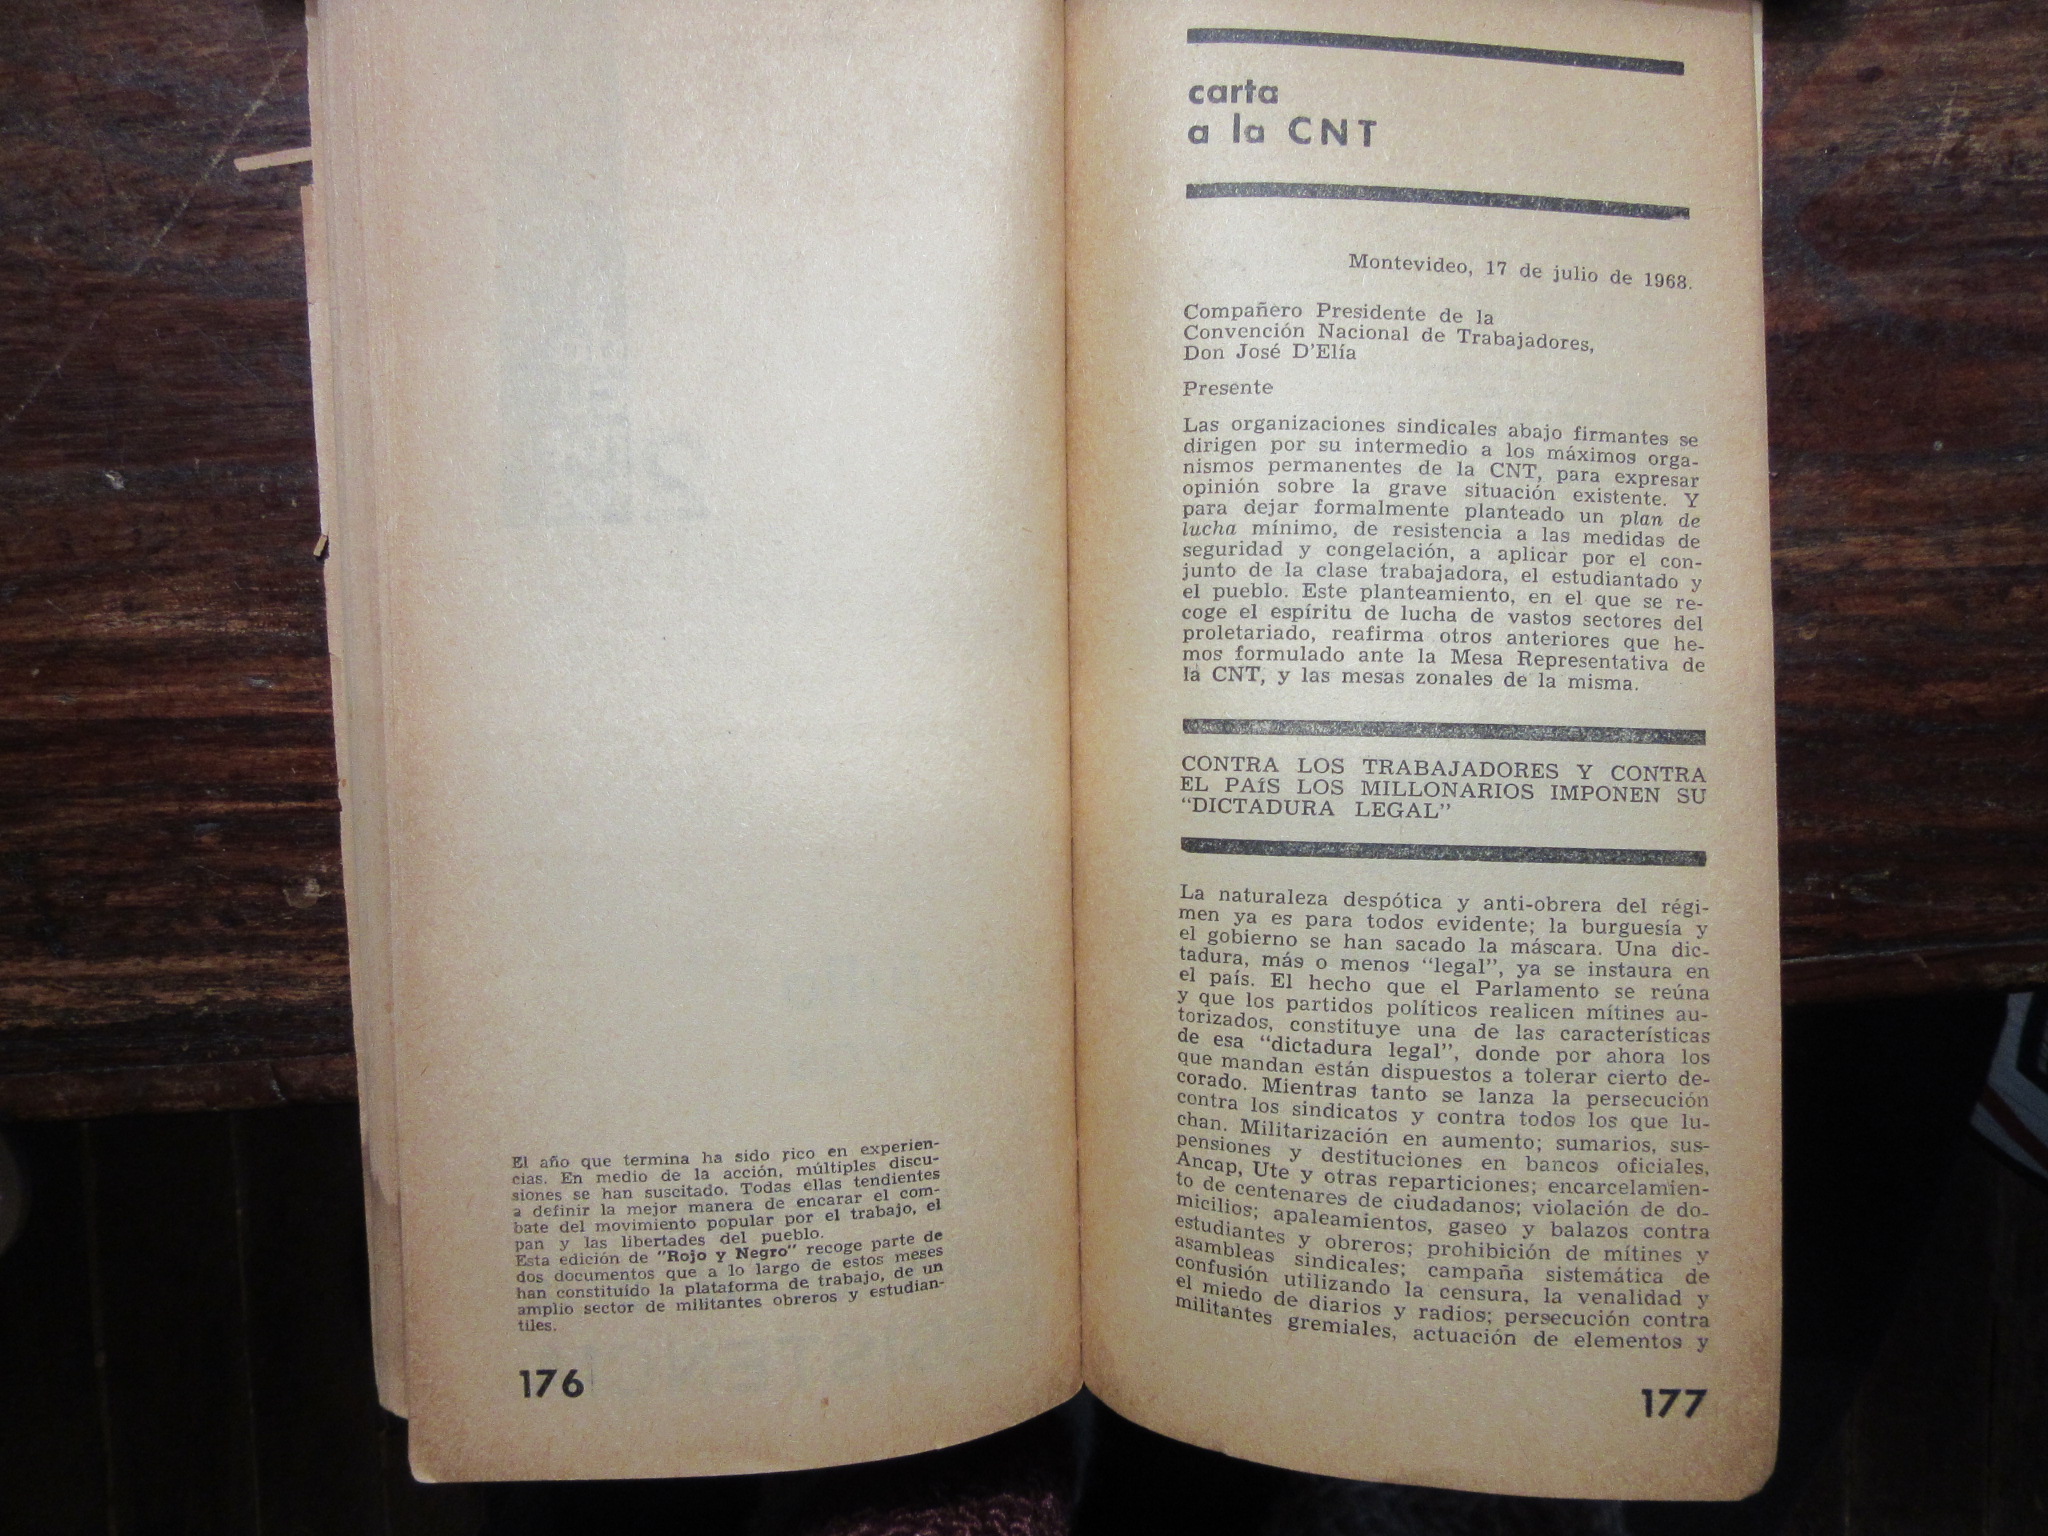 El año que termina ha sido rico en experien-
cias. En medio de la acción, múltiples discu-
siones se han suscitado. Todas ellas tendientes
a definir la mejor manera de encarar el com-
bate del movimiento popular por el trabajo, el
pan y las libertades del pueblo.
Esta edición de "Rojo y Negro" recoge parte de
dos documentos que a lo largo de estos meses
han constituído la plataforma de trabajo, de un
amplio sector de militantes obreros y estudian-
tiles.
176
carta
a la CNT
Montevideo, 17 de julio de 1968.
Compañero Presidente de la
Convención Nacional de Trabajadores,
Don José D'Elía
Presente
Las organizaciones sindicales abajo firmantes se
dirigen por su intermedio a los máximos orga-
nismos permanentes de la CNT, para expresar
opinión sobre la grave situación existente. Y
para dejar formalmente planteado un plan de
lucha mínimo, de resistencia a las medidas de
seguridad y congelación, a aplicar por el con-
junto de la clase trabajadora, el estudiantado y
el pueblo. Este planteamiento, en el que se re-
coge el espíritu de lucha de vastos sectores del
proletariado, reafirma otros anteriores que he-
mos formulado ante la Mesa Representativa de
la CNT, y las mesas zonales de la misma.
CONTRA LOS TRABAJADORES Y CONTRA
EL PAíS LOS MILLONARIOS IMPONEN SU
"DICTADURA LEGAL"
La naturaleza despótica y anti-obrera del régi-
men ya es para todos evidente; la burguesía y
el gobierno se han sacado la máscara. Una dic-
tadura, más o menos "legal", ya se instaura en
el país. El hecho que el Parlamento se reúna
y que los partidos políticos realicen mítines au-
torizados, constituye una de las características
de esa "dictadura legal", donde por ahora los
que mandan están dispuestos a tolerar cierto de-
corado. Mientras tanto se lanza la persecución
contra los sindicatos y contra todos los que lu-
chan. Militarización en aumento; sumarios, sus-
pensiones y destituciones en bancos oficiales,
Ancap, Ute y otras reparticiones; encarcelamien-
to de centenares de ciudadanos; violación de do-
micilios; apaleamientos, gaseo y balazos contra
estudiantes y obreros; prohibición de mítines y
asambleas sindicales; campaña sistemática de
confusión utilizando la censura, la venalidad y
el miedo de diarios y radios; persecución contra
militantes gremiales, actuación de elementos y
177